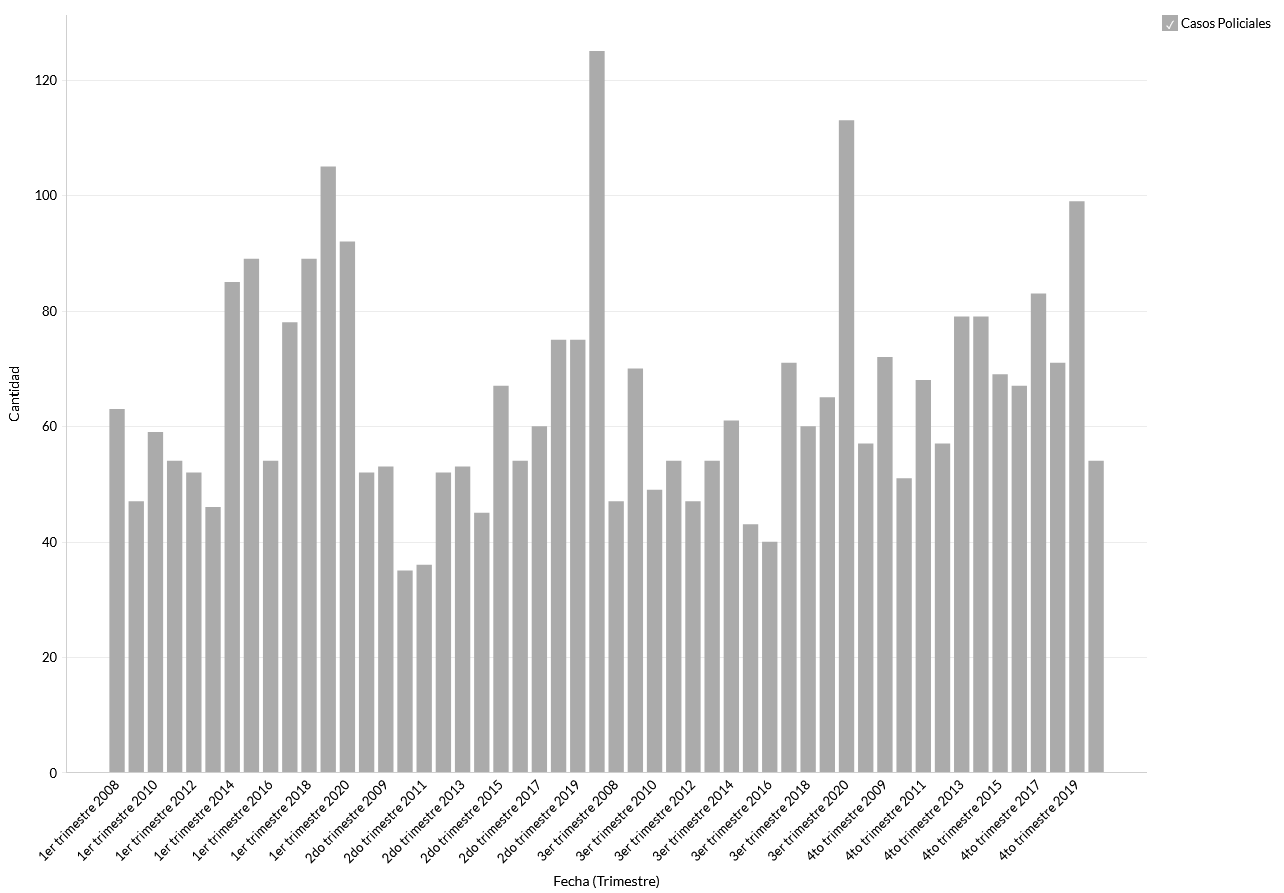 Casos Policiales
120
100
80
60
40
20
0
Cantidad
1er trimestre 2008
1er trimestre 2010
1er trimestre 2012
1er trimestre 2014
1er trimestre 2016
1er trimestre 2018
1er trimestre 2020
2do trimestre 2009
2do trimestre 2011
2do trimestre 2013
2do trimestre 2015
2do trimestre 2017
2do trimestre 2019
3er trimestre 2008
3er trimestre 2010
3er trimestre 2012
3er trimestre 2014
3er trimestre 2016
3er trimestre 2018
3er trimestre 2020
4to trimestre 2009
4to trimestre 2011
4to trimestre 2013
4to trimestre 2015
4to trimestre 2017
4to trimestre 2019
Fecha (Trimestre)